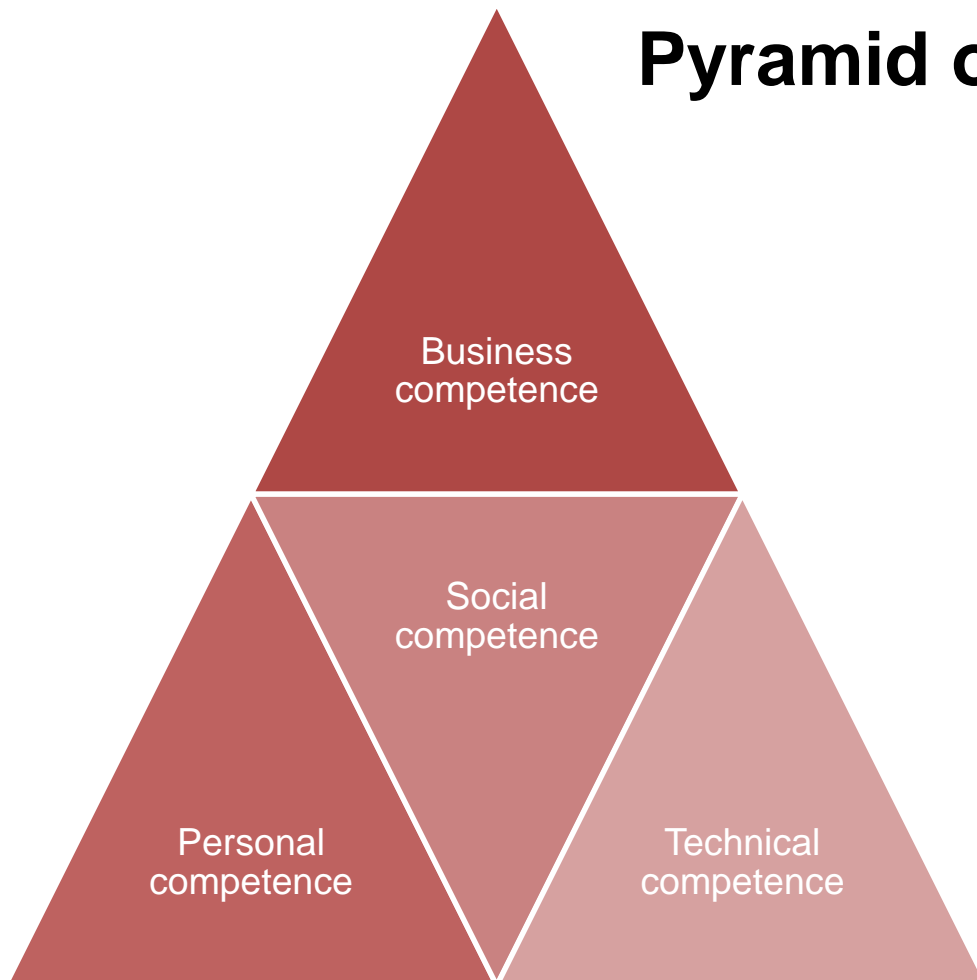 Pyramid
Business
competence
Social
competence
Personal
competence
Technical
competence